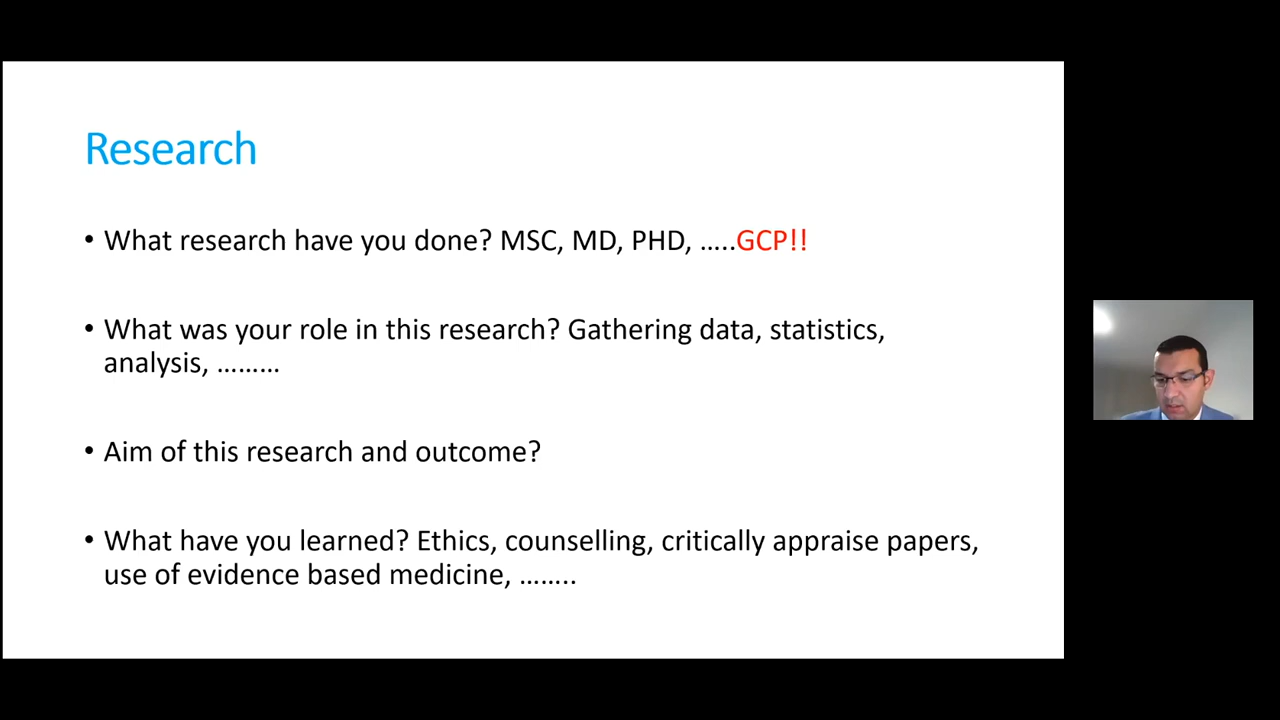 Research
• What research have you done? MSC, MD, PHD, …..GCP!!
• What was your role in this research? Gathering data, statistics,
analysis, ………
• Aim of this research and outcome?
• What have you learned? Ethics, counselling, critically appraise papers,
use of evidence based medicine, ……..